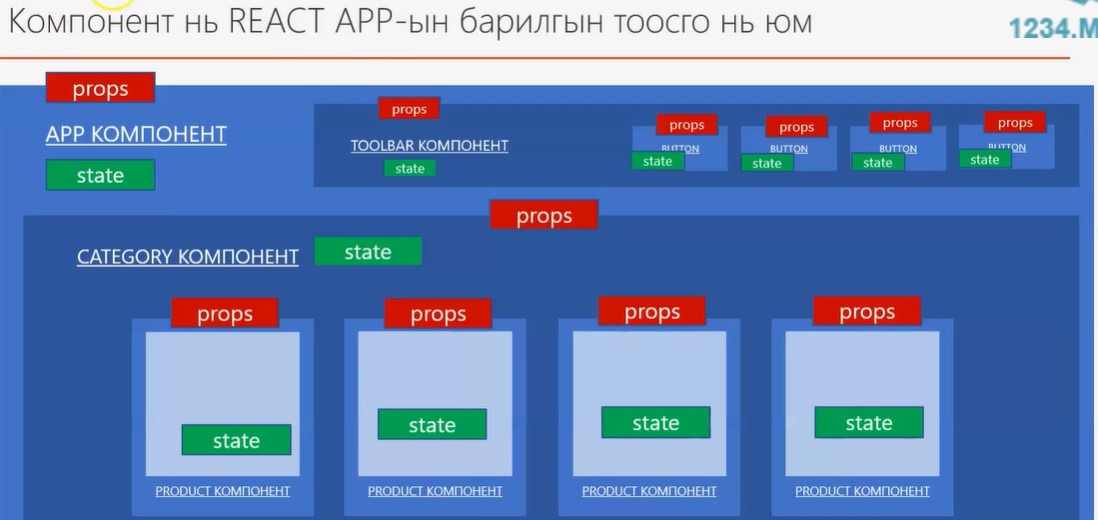 Компонент нь REACT APP-ын барилгын тоосго нь юм
1234.M
props
APP КОМПОНЕНТ
state
props
TOOLBAR КОМПОНЕНТ
state
props
BUTTON
state
props
BUTTON
state
props
BUTTON
state
props
BUTTON
state
props
CATEGORY КОМПОНЕНТ
state
props
state
PRODUCT КОМПОНЕНТ
props
state
PRODUCT КОМПОНЕНТ
props
state
PRODUCT КОМПОНЕНТ
props
state
PRODUCT КОМПОНЕНТ